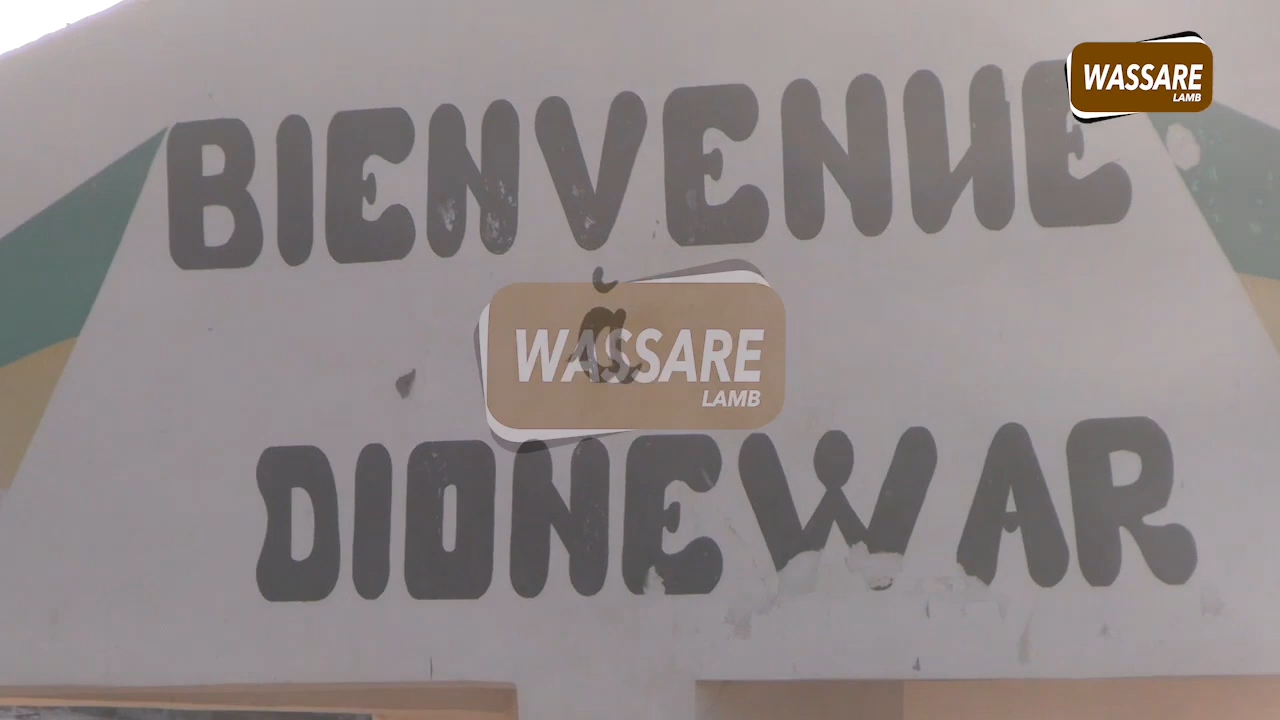 WASSARE
LAMB
BIENVENUE
à
WASSARE
LAMB
DIONEWAR